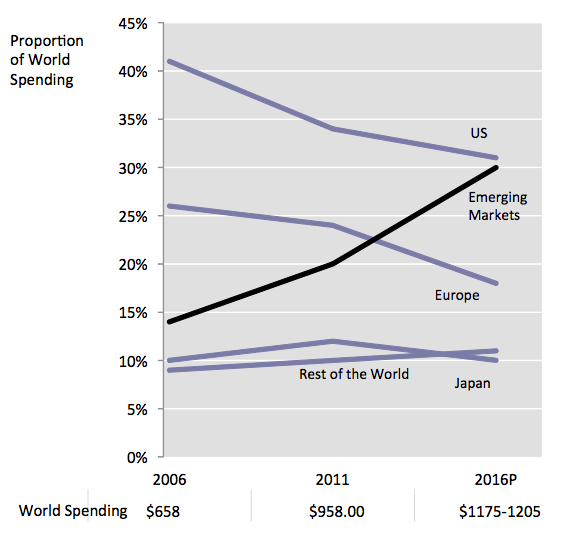 Proportion
of World
Spending
45%
40%
35%
30%
25%
20%
15%
10%
5%
0%
US
Emerging
Markets
Europe
Rest of the World
Japan
2006 2011 2016P
World Spending $658 $958.00 $1175-1205